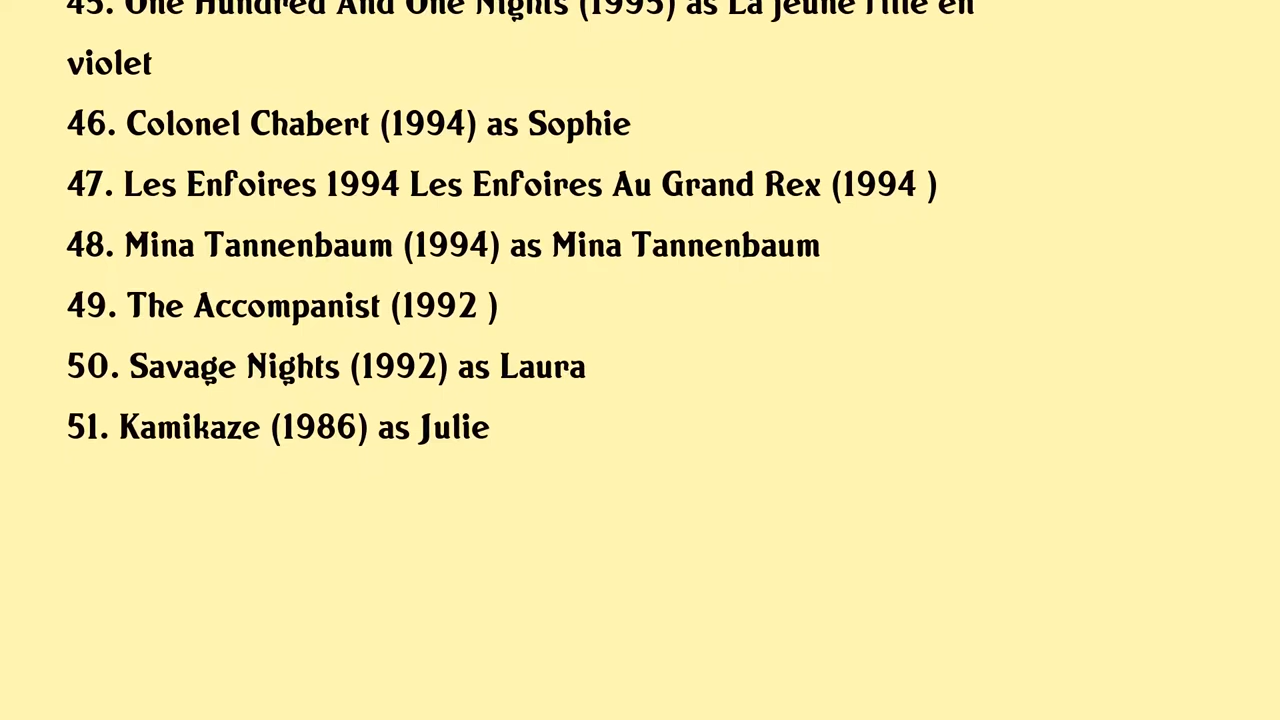 45. One Hundred And One Nights (1995) as La jeune fille en
violet
46. Colonel Chabert (1994) as Sophie
47. Les Enfoires 1994 Les Enfoires Au Grand Rex (1994 )
48. Mina Tannenbaum (1994) as Mina Tannenbaum
49. The Accompanist (1992 )
50. Savage Nights (1992) as Laura
51. Kamikaze (1986) as Julie